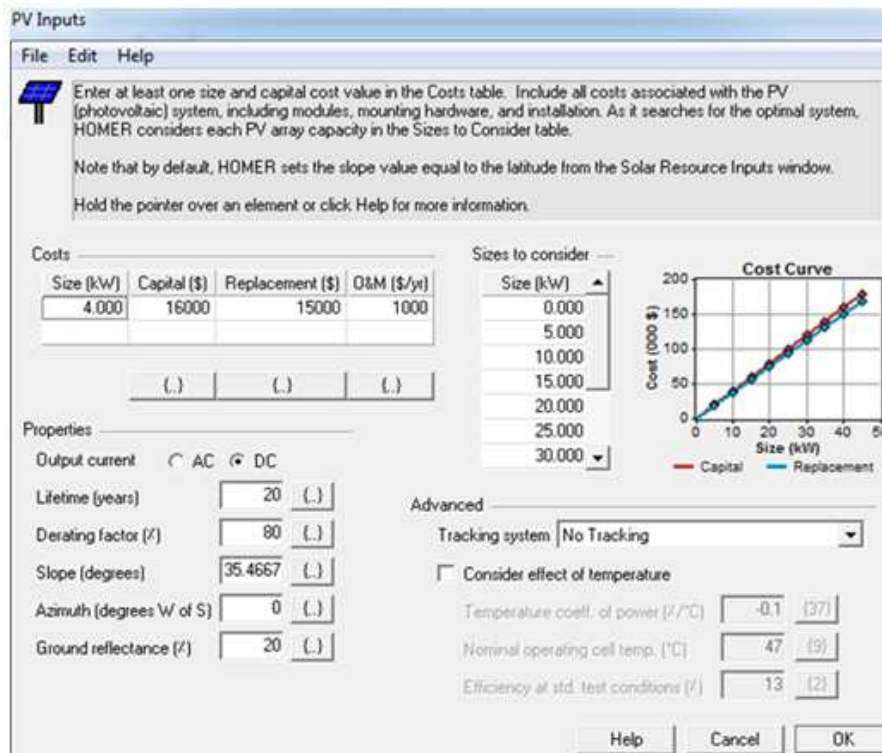 PV Inputs
File Edit Help
Enter at least one size and capital cost value in the Costs table. Include all costs associated with the PV
(photovoltaic) system, including modules, mounting hardware, and installation. As it searches for the optimal system,
HOMER considers each PV array capacity in the Sizes to Consider table.
Note that by default, HOMER sets the slope value equal to the latitude from the Solar Resource Inputs window.
Hold the pointer over an element or click Help for more information.
Costs
Size (kW) Capital ($) Replacement ($) O&M ($/yr)
4.000 16000 15000 1000
{..} {..} {..}
Sizes to consider
Size (kW)
0.000
5.000
10.000
15.000
20.000
25.000
30.000
Cost Curve
Cost (000 $)
200
150
100
50
0
0 10 20 30 40 50
Size (kW)
Capital Replacement
Properties
Output current AC DC
Lifetime (years) 20 {..}
Derating factor (%) 80 {..}
Slope (degrees) 35.4667 {..}
Azimuth (degrees W of S) 0 {..}
Ground reflectance (%) 20 {..}
Advanced
Tracking system No Tracking
Consider effect of temperature
Temperature coeff. of power (%/°C) -0.1 {37}
Nominal operating cell temp. (°C) 47 {9}
Efficiency at std. test conditions (%) 13 {2}
Help Cancel OK